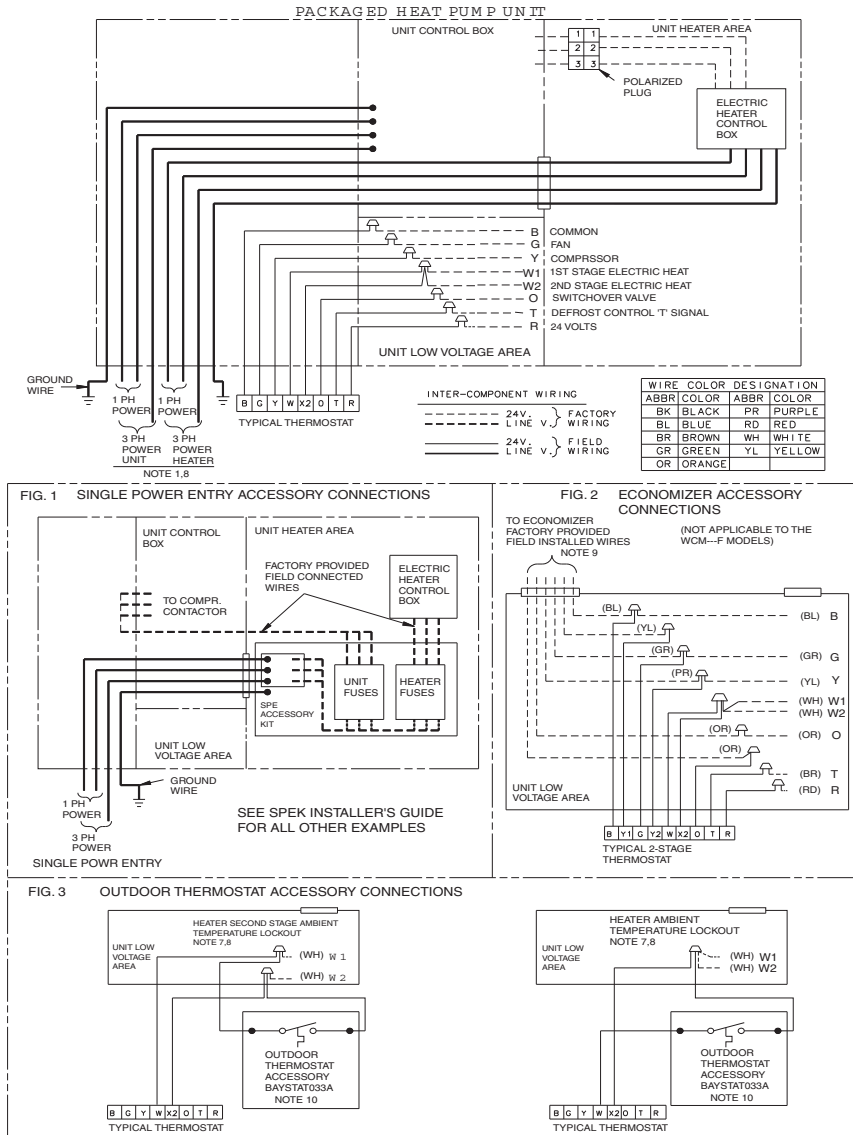 PACKAGED HEAT PUMP UNIT
UNIT CONTROL BOX
UNIT HEATER AREA
1 1
2 2
3 3
POLARIZED
PLUG
ELECTRIC
HEATER
CONTROL
BOX
B COMMON
G FAN
Y COMPRSSOR
W1 1ST STAGE ELECTRIC HEAT
W2 2ND STAGE ELECTRIC HEAT
O SWITCHOVER VALVE
T DEFROST CONTROL 'T' SIGNAL
R 24 VOLTS
UNIT LOW VOLTAGE AREA
GROUND
WIRE
1 PH
POWER
1 PH
POWER
3 PH
POWER
UNIT
3 PH
POWER
HEATER
NOTE 1,8
B G Y W X2 O T R
TYPICAL THERMOSTAT
INTER-COMPONENT WIRING
24V. FACTORY
LINE V. WIRING
24V. FIELD
LINE V. WIRING
WIRE COLOR DESIGNATION
ABBR COLOR ABBR COLOR
BK BLACK PR PURPLE
BL BLUE RD RED
BR BROWN WH WHITE
GR GREEN YL YELLOW
OR ORANGE
FIG. 1 SINGLE POWER ENTRY ACCESSORY CONNECTIONS
UNIT CONTROL
BOX
UNIT HEATER AREA
FACTORY PROVIDED
FIELD CONNECTED
WIRES
ELECTRIC
HEATER
CONTROL
BOX
TO COMPR.
CONTACTOR
UNIT
FUSES
HEATER
FUSES
SPE
ACCESSORY
KIT
UNIT LOW
VOLTAGE AREA
GROUND
WIRE
1 PH
POWER
3 PH
POWER
SINGLE POWR ENTRY
SEE SPEK INSTALLER'S GUIDE
FOR ALL OTHER EXAMPLES
FIG. 2 ECONOMIZER ACCESSORY
CONNECTIONS
TO ECONOMIZER
FACTORY PROVIDED
FIELD INSTALLED WIRES
NOTE 9
(NOT APPLICABLE TO THE
WCM---F MODELS)
(BL) (BL) B
(YL)
(GR) (GR) G
(PR) (YL) Y
(WH) W1
(WH) W2
(OR) (OR) O
(OR)
(BR) T
(RD) R
UNIT LOW
VOLTAGE AREA
B Y1 G Y2 W X2 O T R
TYPICAL 2-STAGE
THERMOSTAT
FIG. 3 OUTDOOR THERMOSTAT ACCESSORY CONNECTIONS
HEATER SECOND STAGE AMBIENT
TEMPERATURE LOCKOUT
NOTE 7,8
UNIT LOW
VOLTAGE
AREA
(WH) W 1
(WH) W 2
OUTDOOR
THERMOSTAT
ACCESSORY
BAYSTAT033A
NOTE 10
B G Y W X2 O T R
TYPICAL THERMOSTAT
HEATER AMBIENT
TEMPERATURE LOCKOUT
NOTE 7,8
UNIT LOW
VOLTAGE
AREA
(WH) W1
(WH) W2
OUTDOOR
THERMOSTAT
ACCESSORY
BAYSTAT033A
NOTE 10
B G Y W X2 O T R
TYPICAL THERMOSTAT